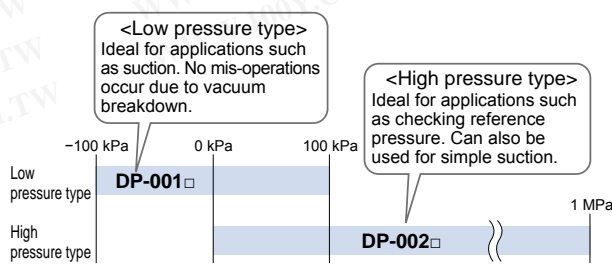 <Low pressure type>
Ideal for applications such
as suction. No mis-operations
occur due to vacuum
breakdown.
<High pressure type>
Ideal for applications such
as checking reference
pressure. Can also be
used for simple suction.
−100 kPa 0 kPa 100 kPa
Low
pressure type
DP-001□
1 MPa
High
pressure type
DP-002□